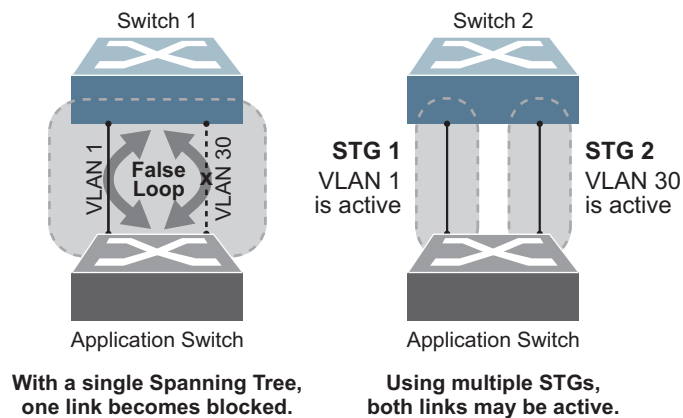 Switch 1
VLAN 1
False
Loop
x
VLAN 30
Application Switch
With a single Spanning Tree,
one link becomes blocked.
Switch 2
STG 1
VLAN 1
is active
STG 2
VLAN 30
is active
Application Switch
Using multiple STGs,
both links may be active.